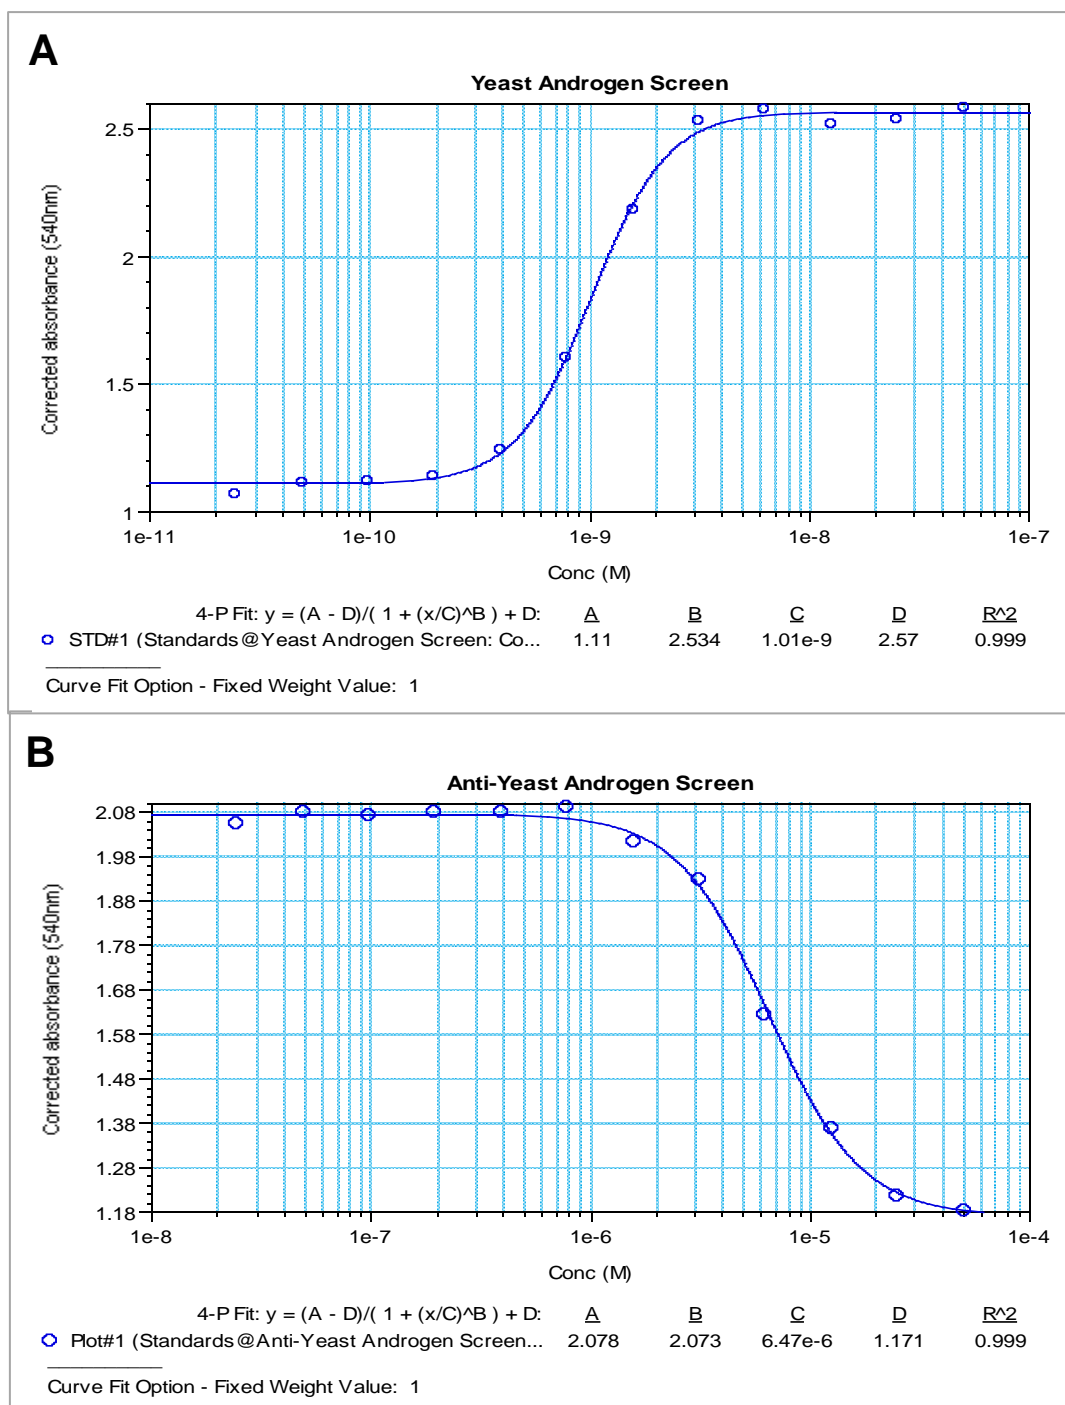 A
Yeast Androgen Screen
Corrected absorbance (540nm)
2.5
2
1.5
1
1e-11 1e-10 1e-9 1e-8 1e-7
Conc (M)
4-P Fit: y = (A - D)/( 1 + (x/C)^B ) + D: A B C D R^2
STD#1 (Standards@Yeast Androgen Screen: Co... 1.11 2.534 1.01e-9 2.57 0.999
Curve Fit Option - Fixed Weight Value: 1
B
Anti-Yeast Androgen Screen
Corrected absorbance (540nm)
2.08
1.98
1.88
1.78
1.68
1.58
1.48
1.38
1.28
1.18
1e-8 1e-7 1e-6 1e-5 1e-4
Conc (M)
4-P Fit: y = (A - D)/( 1 + (x/C)^B ) + D: A B C D R^2
Plot#1 (Standards@Anti-Yeast Androgen Screen... 2.078 2.073 6.47e-6 1.171 0.999
Curve Fit Option - Fixed Weight Value: 1